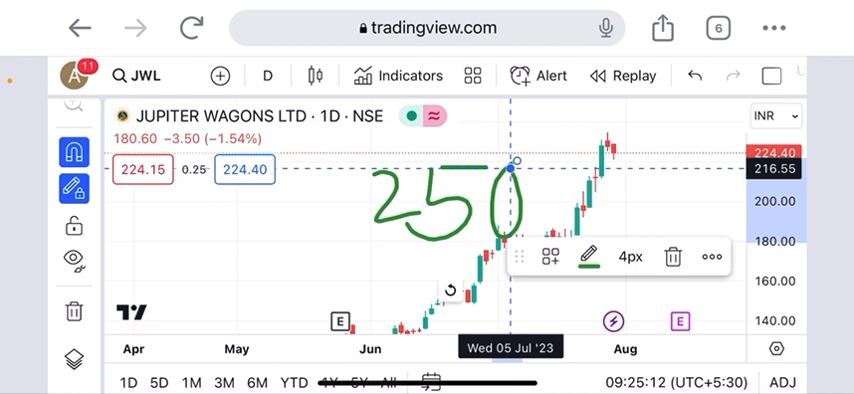 tradingview.com
6
A
11
JWL
D
Indicators
Alert
Replay
JUPITER WAGONS LTD · 1D · NSE
INR
180.60 −3.50 (−1.54%)
224.15
0.25
224.40
224.40
216.55
250
200.00
180.00
4px
160.00
E
E
140.00
Apr
May
Jun
Wed 05 Jul '23
Aug
1D 5D 1M 3M 6M YTD 1Y 5Y All
09:25:12 (UTC+5:30)
ADJ